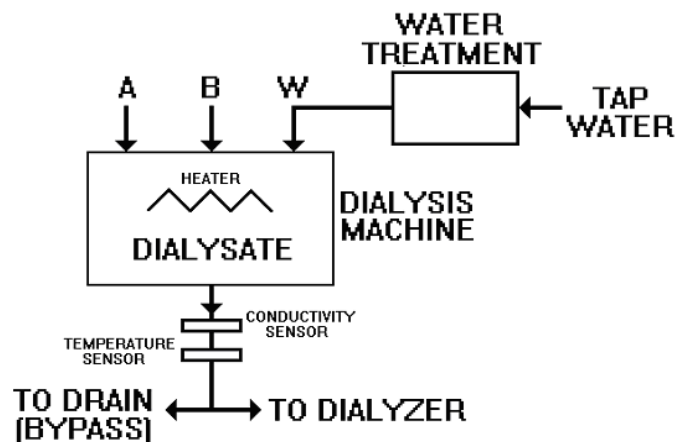 WATER
TREATMENT
A
B
W
TAP
WATER
HEATER
DIALYSATE
DIALYSIS
MACHINE
CONDUCTIVITY
SENSOR
TEMPERATURE
SENSOR
TO DRAIN
(BYPASS)
TO DIALYZER